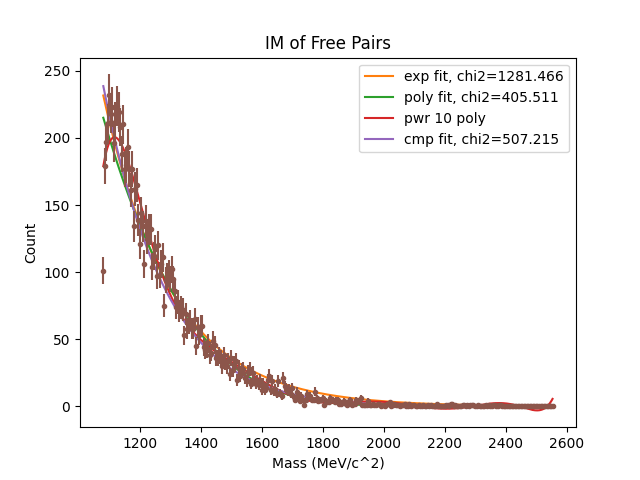 IM of Free Pairs
250
200
150
100
50
0
Count
exp fit, chi2=1281.466
poly fit, chi2=405.511
pwr 10 poly
cmp fit, chi2=507.215
1200 1400 1600 1800 2000 2200 2400 2600
Mass (MeV/c^2)